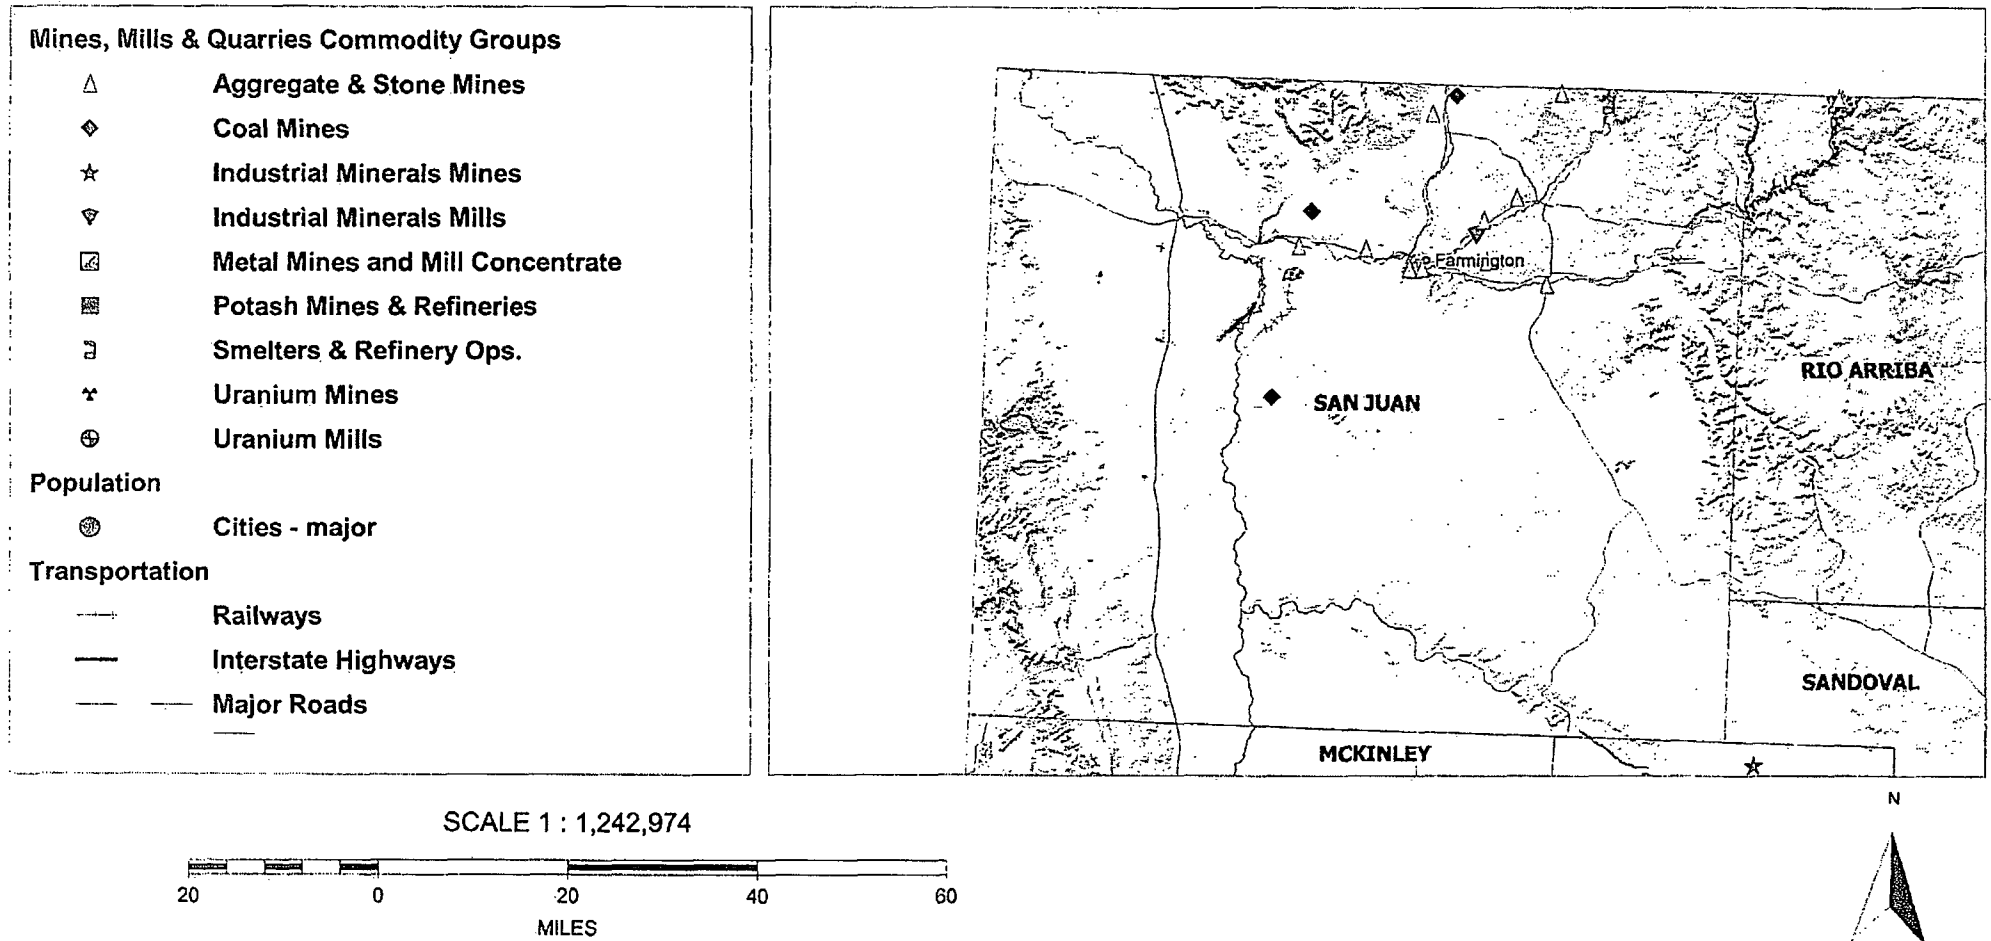 Mines, Mills & Quarries Commodity Groups
Aggregate & Stone Mines
Coal Mines
Industrial Minerals Mines
Industrial Minerals Mills
Metal Mines and Mill Concentrate
Potash Mines & Refineries
Smelters & Refinery Ops.
Uranium Mines
Uranium Mills
Population
Cities - major
Transportation
Railways
Interstate Highways
Major Roads
Farmington
RIO ARRIBA
SAN JUAN
SANDOVAL
MCKINLEY
SCALE 1 : 1,242,974
20 0 20 40 60
MILES
N